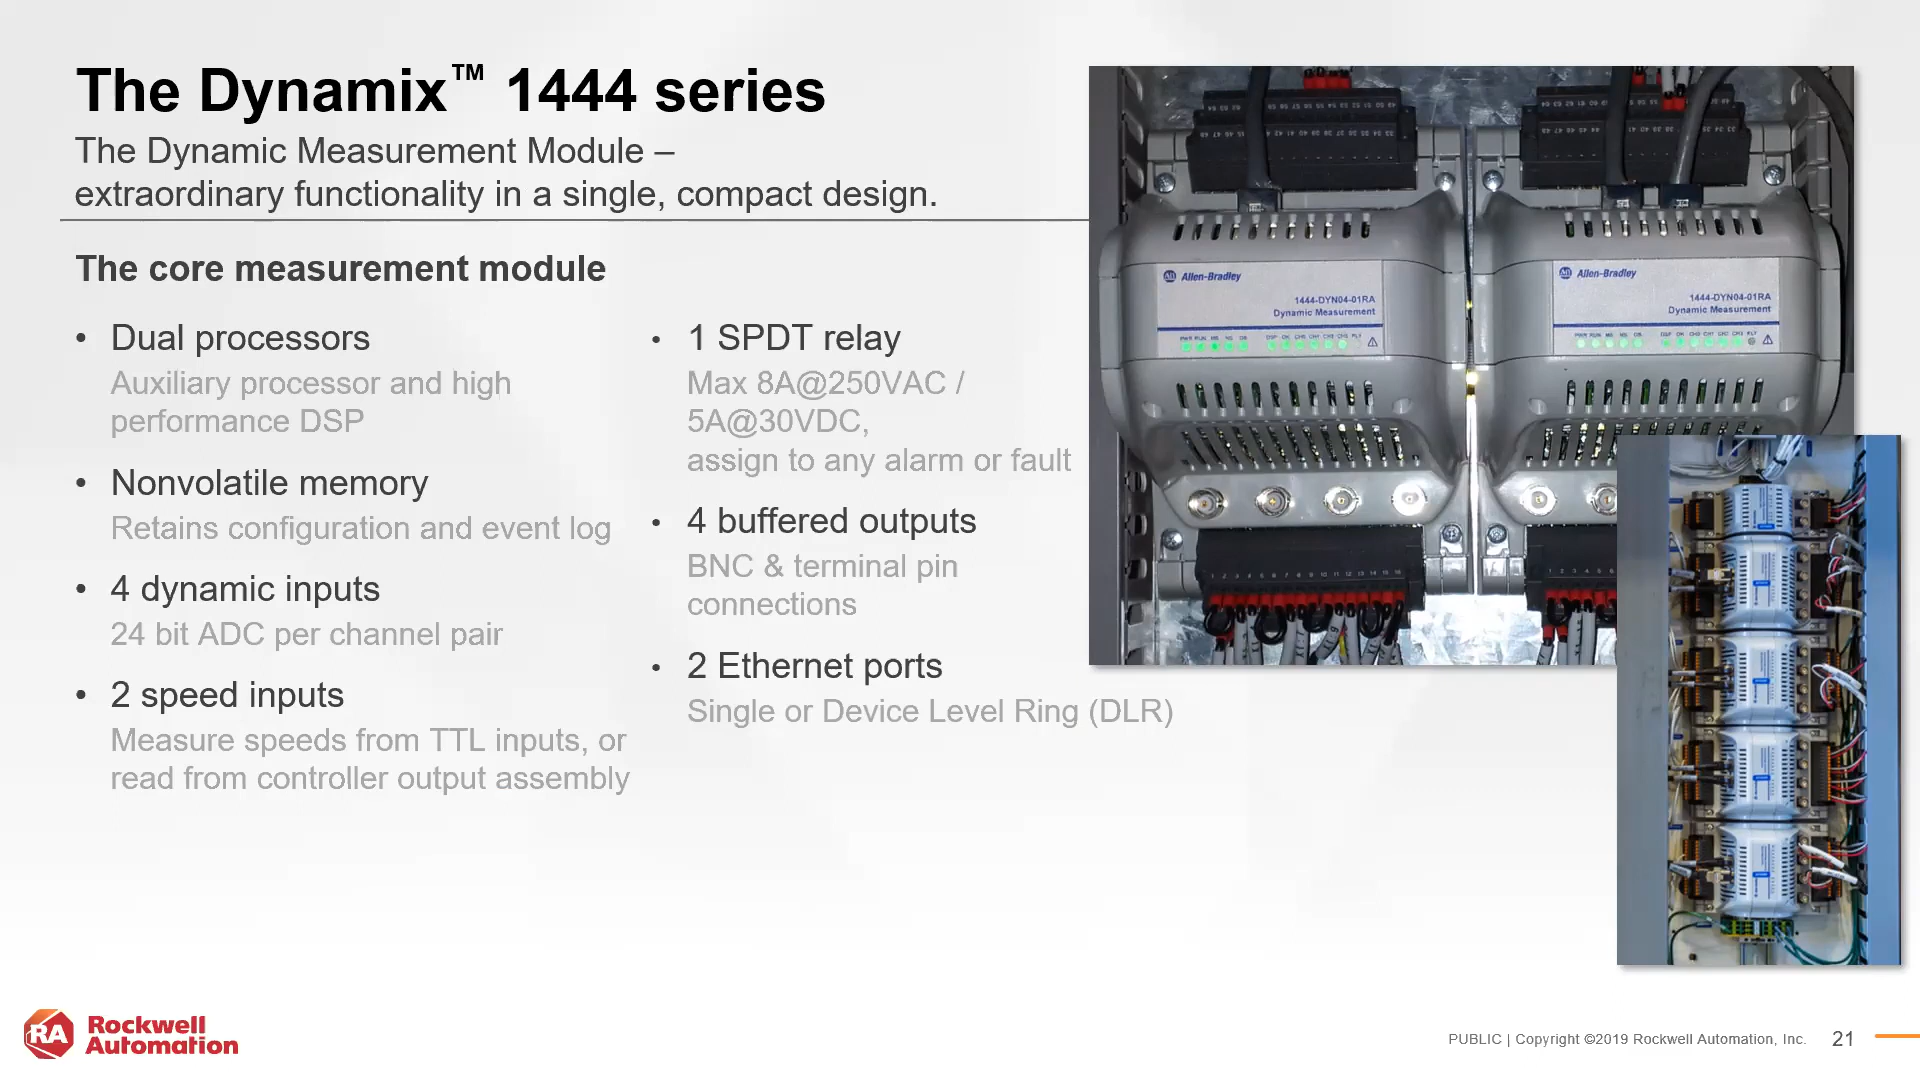 The Dynamix™ 1444 series
The Dynamic Measurement Module –
extraordinary functionality in a single, compact design.
The core measurement module
• Dual processors
Auxiliary processor and high
performance DSP
• Nonvolatile memory
Retains configuration and event log
• 4 dynamic inputs
24 bit ADC per channel pair
• 2 speed inputs
Measure speeds from TTL inputs, or
read from controller output assembly
• 1 SPDT relay
Max 8A@250VAC /
5A@30VDC,
assign to any alarm or fault
• 4 buffered outputs
BNC & terminal pin
connections
• 2 Ethernet ports
Single or Device Level Ring (DLR)
Allen-Bradley
1444-DYN04-01RA
Dynamic Measurement
Allen-Bradley
1444-DYN04-01RA
Dynamic Measurement
RA Rockwell
Automation
PUBLIC | Copyright ©2019 Rockwell Automation, Inc. 21